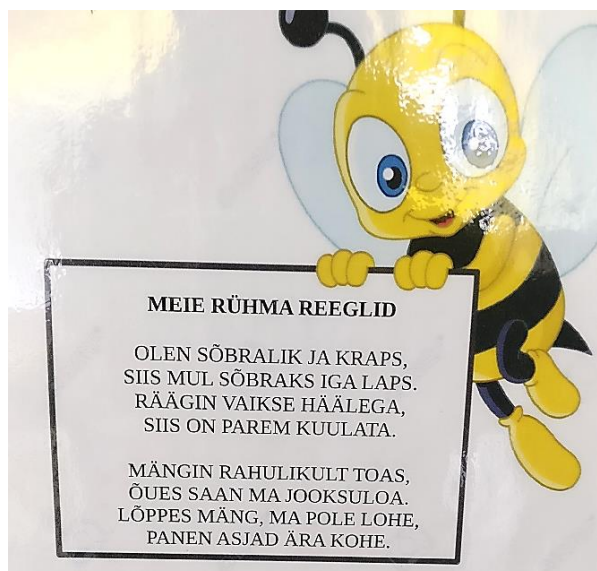 MEIE RÜHMA REEGLID
OLEN SÕBRALIK JA KRAPS,
SIIS MUL SÕBRAKS IGA LAPS.
RÄÄGIN VAIKSE HÄÄLEGA,
SIIS ON PAREM KUULATA.
MÄNGIN RAHULIKULT TOAS,
ÕUES SAAN MA JOOKSULOA.
LÕPPES MÄNG, MA POLE LOHE,
PANEN ASJAD ÄRA KOHE.